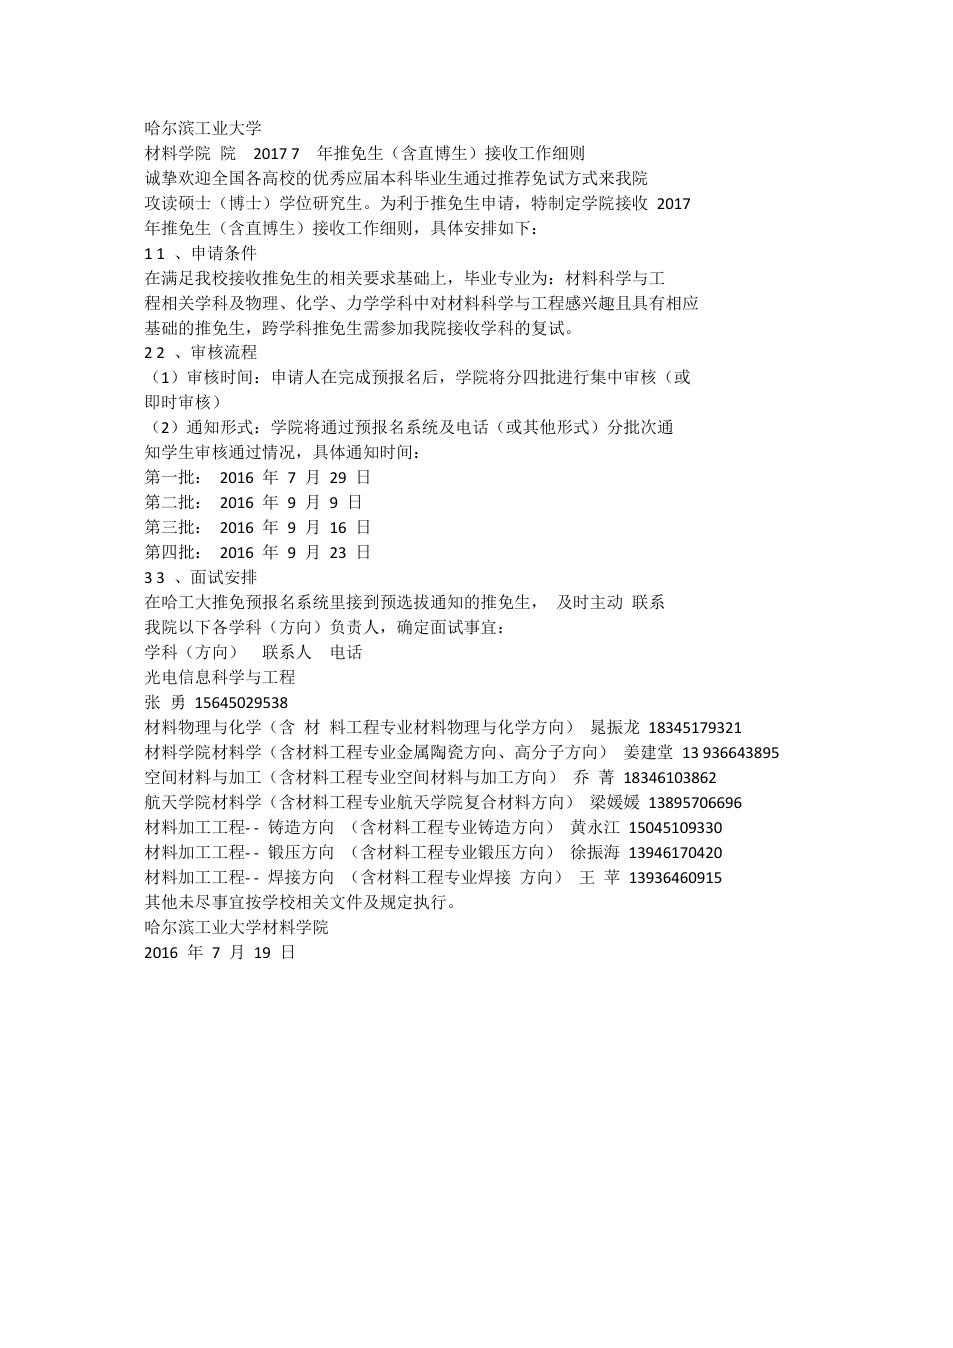 哈尔滨工业大学
材料学院 院 2017 7 年推免生（含直博生）接收工作细则
诚挚欢迎全国各高校的优秀应届本科毕业生通过推荐免试方式来我院
攻读硕士（博士）学位研究生。为利于推免生申请，特制定学院接收 2017
年推免生（含直博生）接收工作细则，具体安排如下：
1 1 、申请条件
在满足我校接收推免生的相关要求基础上，毕业专业为：材料科学与工
程相关学科及物理、化学、力学学科中对材料科学与工程感兴趣且具有相应
基础的推免生，跨学科推免生需参加我院接收学科的复试。
2 2 、审核流程
（1）审核时间：申请人在完成预报名后，学院将分四批进行集中审核（或
即时审核）
（2）通知形式：学院将通过预报名系统及电话（或其他形式）分批次通
知学生审核通过情况，具体通知时间：
第一批： 2016 年 7 月 29 日
第二批： 2016 年 9 月 9 日
第三批： 2016 年 9 月 16 日
第四批： 2016 年 9 月 23 日
3 3 、面试安排
在哈工大推免预报名系统里接到预选拔通知的推免生， 及时主动 联系
我院以下各学科（方向）负责人，确定面试事宜：
学科（方向） 联系人 电话
光电信息科学与工程
张 勇 15645029538
材料物理与化学（含 材 料工程专业材料物理与化学方向） 晁振龙 18345179321
材料学院材料学（含材料工程专业金属陶瓷方向、高分子方向） 姜建堂 13 936643895
空间材料与加工（含材料工程专业空间材料与加工方向） 乔 菁 18346103862
航天学院材料学（含材料工程专业航天学院复合材料方向） 梁媛媛 13895706696
材料加工工程- - 铸造方向 （含材料工程专业铸造方向） 黄永江 15045109330
材料加工工程- - 锻压方向 （含材料工程专业锻压方向） 徐振海 13946170420
材料加工工程- - 焊接方向 （含材料工程专业焊接 方向） 王 苹 13936460915
其他未尽事宜按学校相关文件及规定执行。
哈尔滨工业大学材料学院
2016 年 7 月 19 日